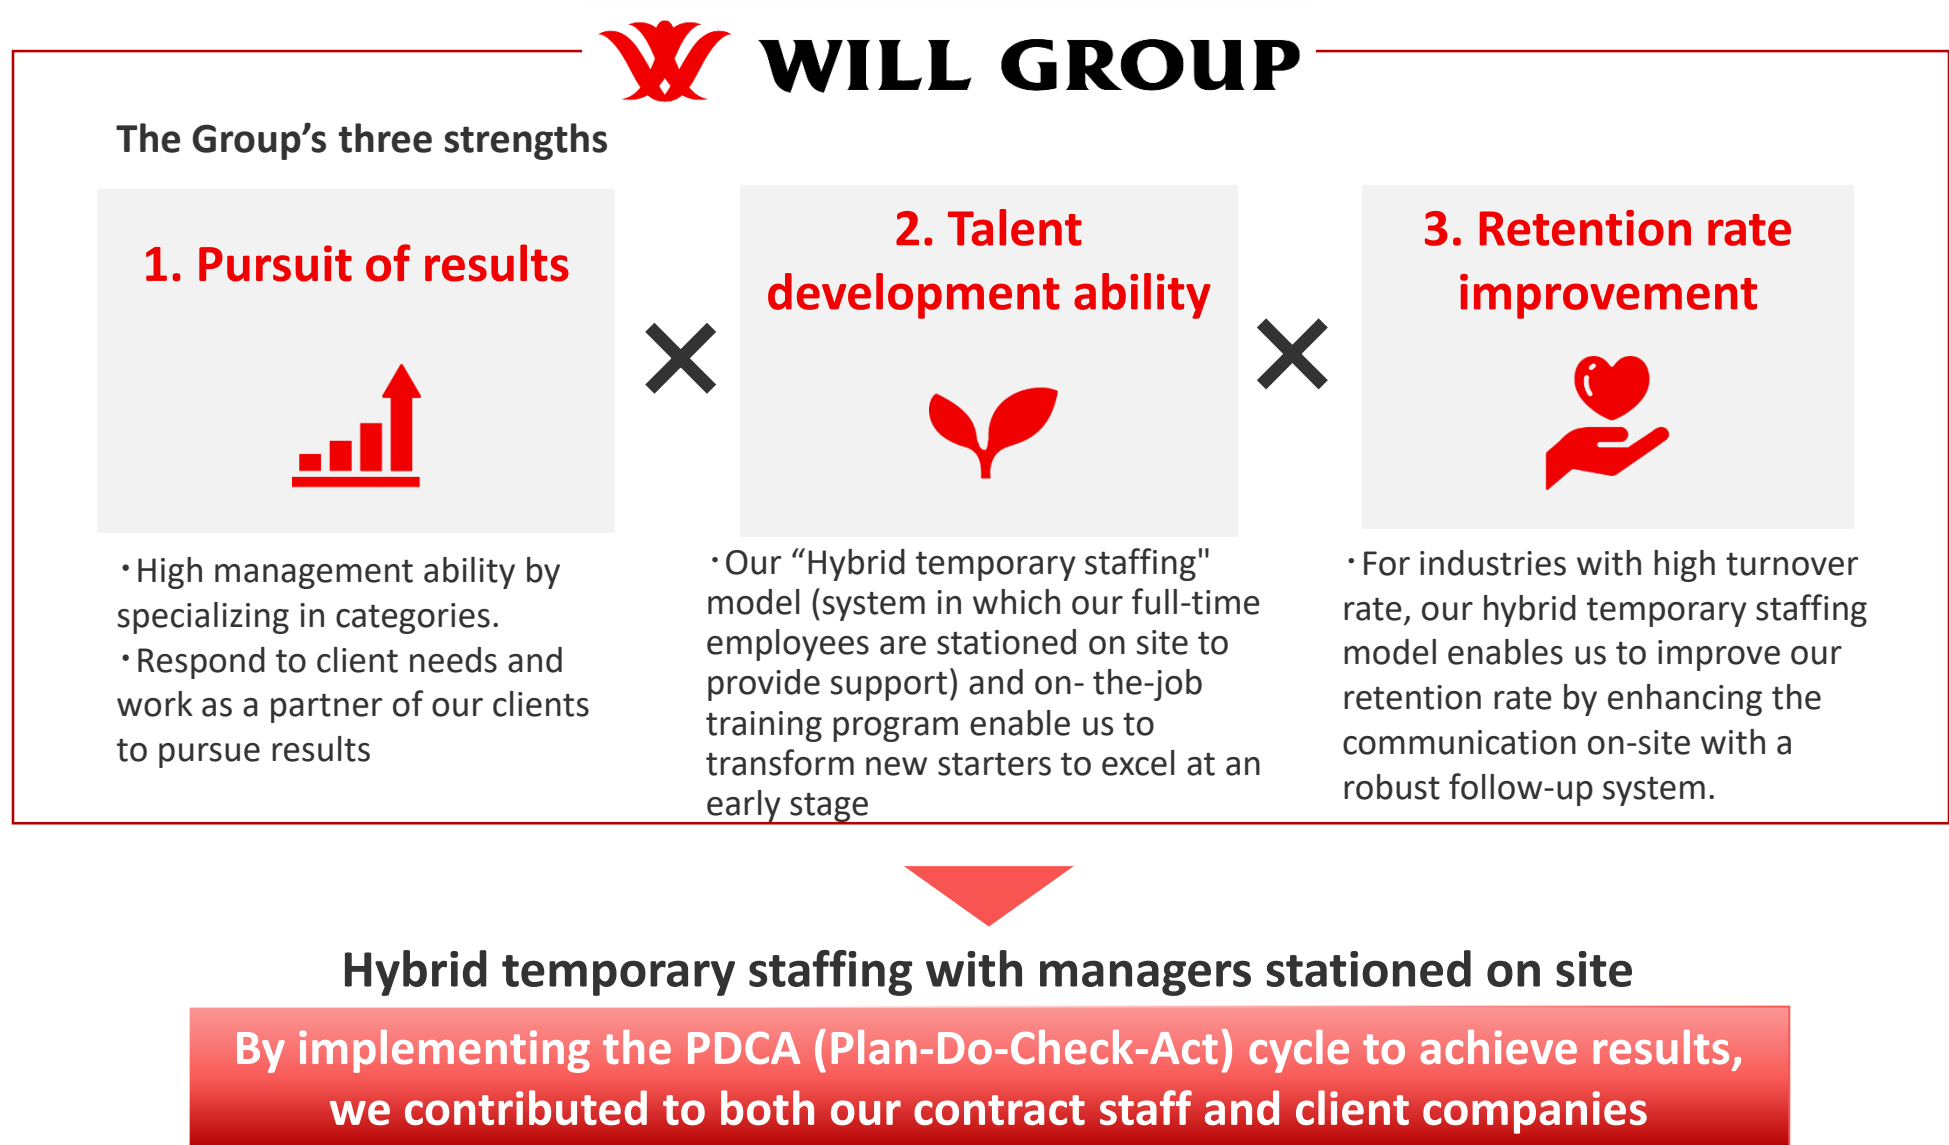 WILL GROUP
The Group’s three strengths
1. Pursuit of results
・High management ability by
specializing in categories.
・Respond to client needs and
work as a partner of our clients
to pursue results
2. Talent
development ability
・Our “Hybrid temporary staffing"
model (system in which our full-time
employees are stationed on site to
provide support) and on- the-job
training program enable us to
transform new starters to excel at an
early stage
3. Retention rate
improvement
・For industries with high turnover
rate, our hybrid temporary staffing
model enables us to improve our
retention rate by enhancing the
communication on-site with a
robust follow-up system.
Hybrid temporary staffing with managers stationed on site
By implementing the PDCA (Plan-Do-Check-Act) cycle to achieve results,
we contributed to both our contract staff and client companies